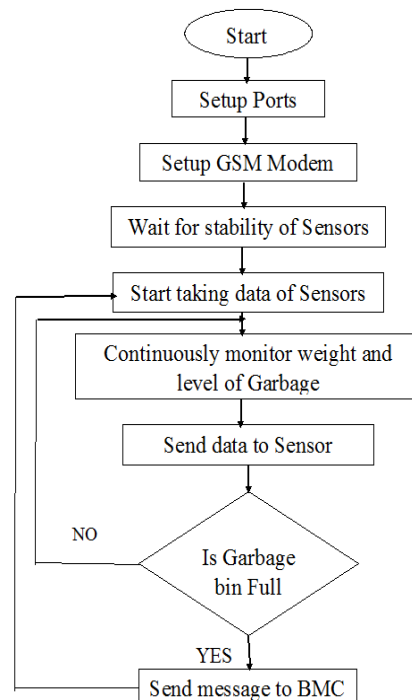 Start
Setup Ports
Setup GSM Modem
Wait for stability of Sensors
Start taking data of Sensors
Continuously monitor weight and
level of Garbage
Send data to Sensor
NO
Is Garbage
bin Full
YES
Send message to BMC